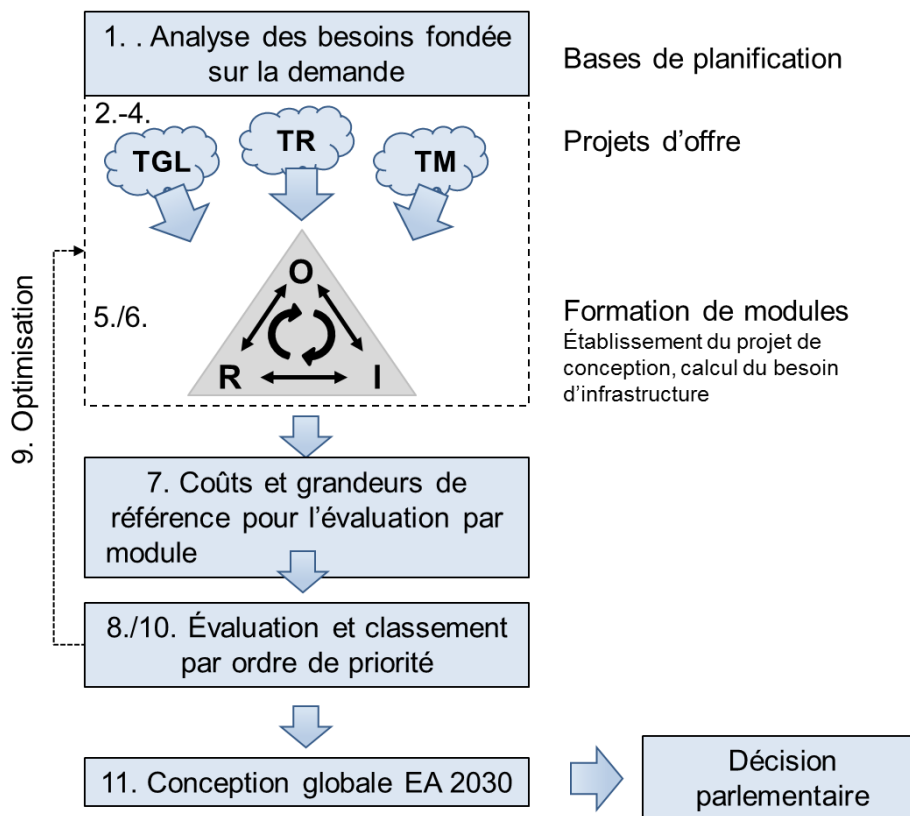 1. . Analyse des besoins fondée
sur la demande
Bases de planification
2.-4.
TGL
TR
TM
Projets d’offre
9. Optimisation
5./6.
O
R
I
Formation de modules
Établissement du projet de
conception, calcul du besoin
d’infrastructure
7. Coûts et grandeurs de
référence pour l’évaluation par
module
8./10. Évaluation et classement
par ordre de priorité
11. Conception globale EA 2030
Décision
parlementaire